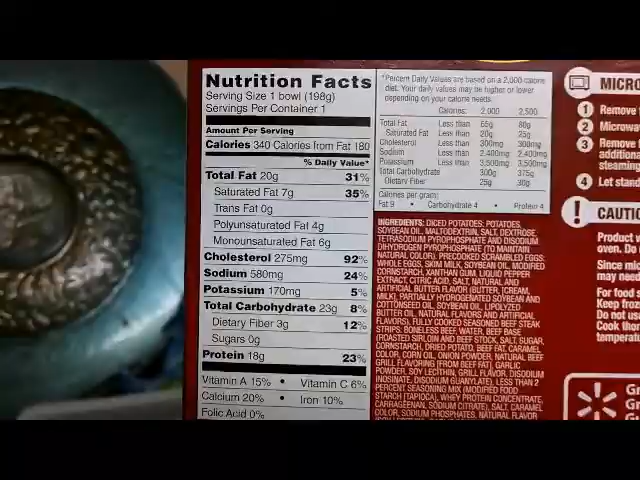 Nutrition Facts
Serving Size 1 bowl (198g)
Servings Per Container 1
Amount Per Serving
Calories 340 Calories from Fat 180
% Daily Value*
Total Fat 20g 31%
Saturated Fat 7g 35%
Trans Fat 0g
Polyunsaturated Fat 4g
Monounsaturated Fat 6g
Cholesterol 275mg 92%
Sodium 580mg 24%
Potassium 170mg 5%
Total Carbohydrate 23g 8%
Dietary Fiber 3g 12%
Sugars 0g
Protein 18g 23%
Vitamin A 15% • Vitamin C 6%
Calcium 20% • Iron 10%
Folic Acid 0%
*Percent Daily Values are based on a 2,000 calorie
diet. Your daily values may be higher or lower
depending on your calorie needs.
Calories: 2,000 2,500
Total Fat Less than 65g 80g
Saturated Fat Less than 20g 25g
Cholesterol Less than 300mg 300mg
Sodium Less than 2,400mg 2,400mg
Potassium Less than 3,500mg 3,500mg
Total Carbohydrate 300g 375g
Dietary Fiber 25g 30g
Calories per gram:
Fat 9 • Carbohydrate 4 • Protein 4
INGREDIENTS: DICED POTATOES: POTATOES,
SOYBEAN OIL, MALTODEXTRIN, SALT, DEXTROSE,
TETRASODIUM PYROPHOSPHATE AND DISODIUM
DIHYDROGEN PYROPHOSPHATE (TO MAINTAIN
NATURAL COLOR). PRECOOKED SCRAMBLED EGGS:
WHOLE EGGS, SKIM MILK, SOYBEAN OIL, MODIFIED
CORNSTARCH, XANTHAN GUM, LIQUID PEPPER
EXTRACT, CITRIC ACID, SALT, NATURAL AND
ARTIFICIAL BUTTER FLAVOR (BUTTER, [CREAM,
MILK), PARTIALLY HYDROGENATED SOYBEAN AND
COTTONSEED OIL, SOYBEAN OIL, LIPOLYZED
BUTTER OIL, NATURAL FLAVORS AND ARTIFICIAL
FLAVORS). FULLY COOKED SEASONED BEEF STEAK
STRIPS: BONELESS BEEF, WATER, BEEF BASE
(ROASTED SIRLOIN AND BEEF STOCK, SALT, SUGAR,
CORNSTARCH, DRIED POTATO, BEEF FAT, CARAMEL
COLOR, CORN OIL, ONION POWDER, NATURAL BEEF
GRILL FLAVORING [FROM BEEF FAT], GARLIC
POWDER, SOY LECITHIN, GRILL FLAVOR, DISODIUM
INOSINATE, DISODIUM GUANYLATE), LESS THAN 2
PERCENT SEASONING MIX (MODIFIED FOOD
STARCH [TAPIOCA], WHEY PROTEIN CONCENTRATE,
CARRAGEENAN, SODIUM CITRATE), SALT, CARAMEL
COLOR, SODIUM PHOSPHATES, NATURAL FLAVOR
MICRO
1 Remove
2 Microwa
3 Remove
addition
steaming
4 Let stan
! CAUTI
Product
oven. Do
Since mi
may need
For food s
Keep froz
Do not us
Cook thor
temperat
Gr
Gr